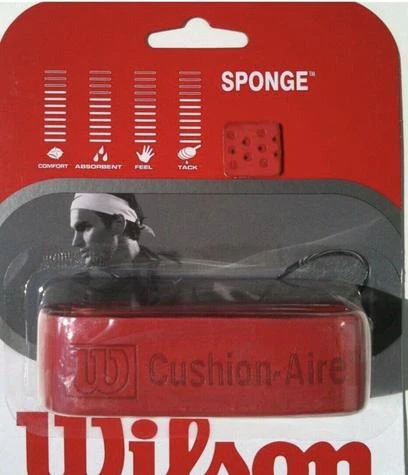 SPONGE™
COMFORT ABSORBENT FEEL TACK
W Cushion-Aire
Wilson